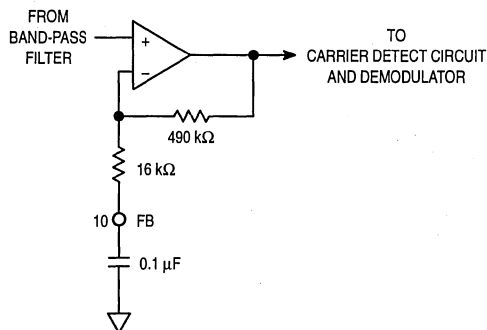 FROM
BAND-PASS
FILTER
+
−
TO
CARRIER DETECT CIRCUIT
AND DEMODULATOR
490 kΩ
16 kΩ
10 FB
0.1 µF